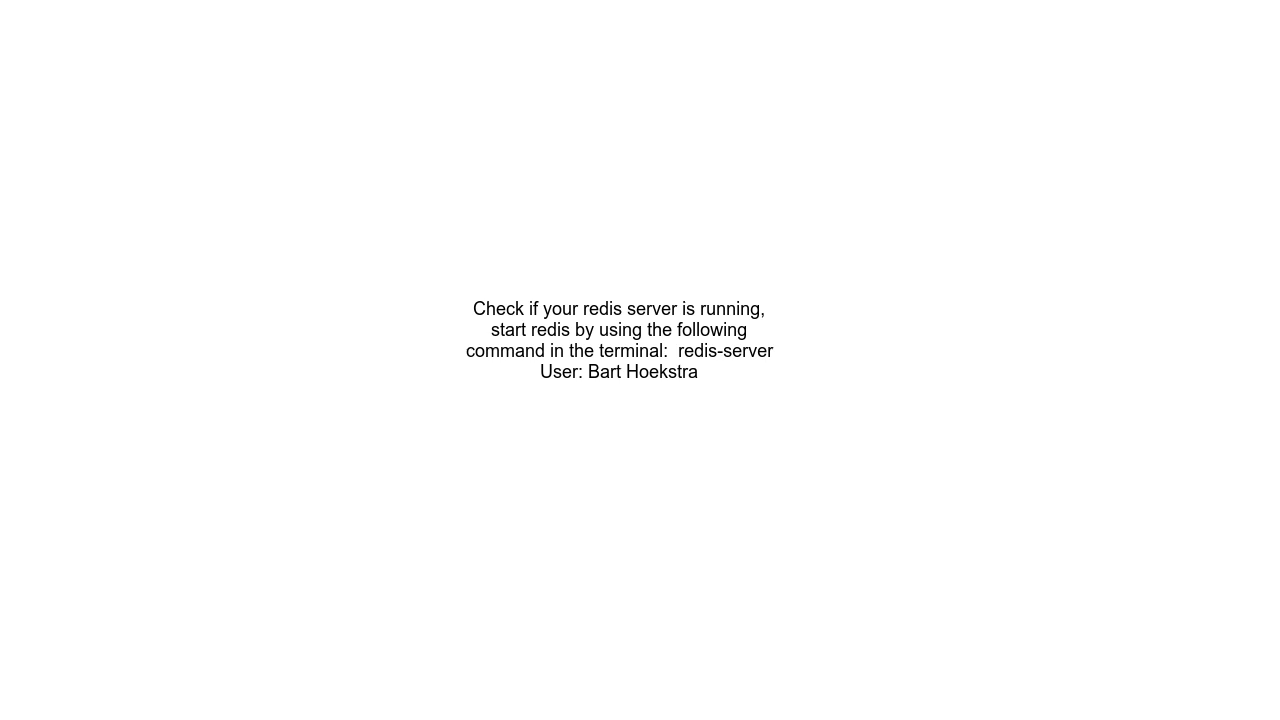 Check if your redis server is running,
start redis by using the following
command in the terminal:  redis-server
User: Bart Hoekstra